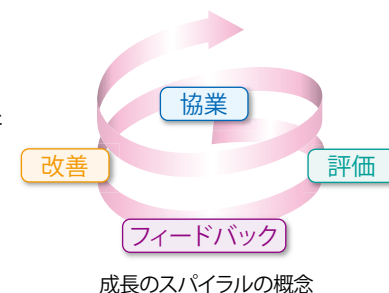 協業
改善
評価
フィードバック
成長のスパイラルの概念